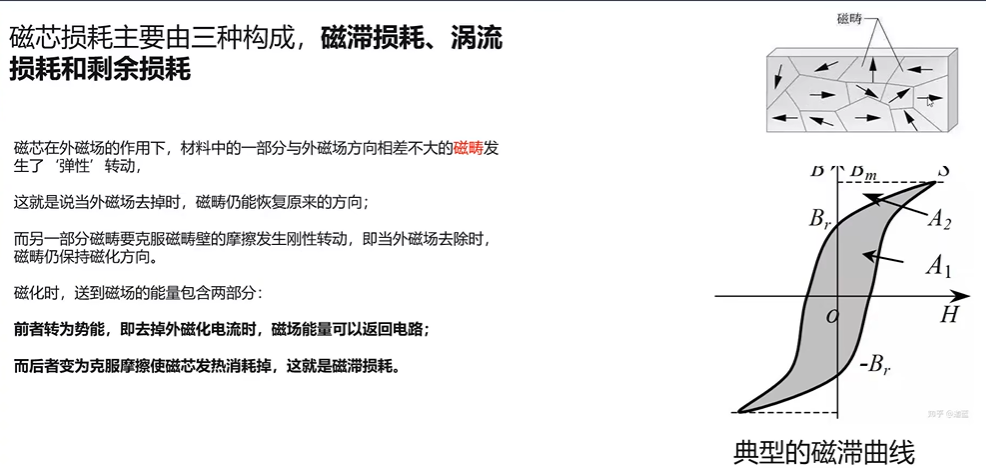 磁芯损耗主要由三种构成，磁滞损耗、涡流
损耗和剩余损耗
磁芯在外磁场的作用下，材料中的一部分与外磁场方向相差不大的磁畴发
生了‘弹性’转动，
这就是说当外磁场去掉时，磁畴仍能恢复原来的方向；
而另一部分磁畴要克服磁畴壁的摩擦发生刚性转动，即当外磁场去除时，
磁畴仍保持磁化方向。
磁化时，送到磁场的能量包含两部分：
前者转为势能，即去掉外磁化电流时，磁场能量可以返回电路；
而后者变为克服摩擦使磁芯发热消耗掉，这就是磁滞损耗。
磁畴
B Bm S
Br A2
A1
o H
-Br
知乎
典型的磁滞曲线